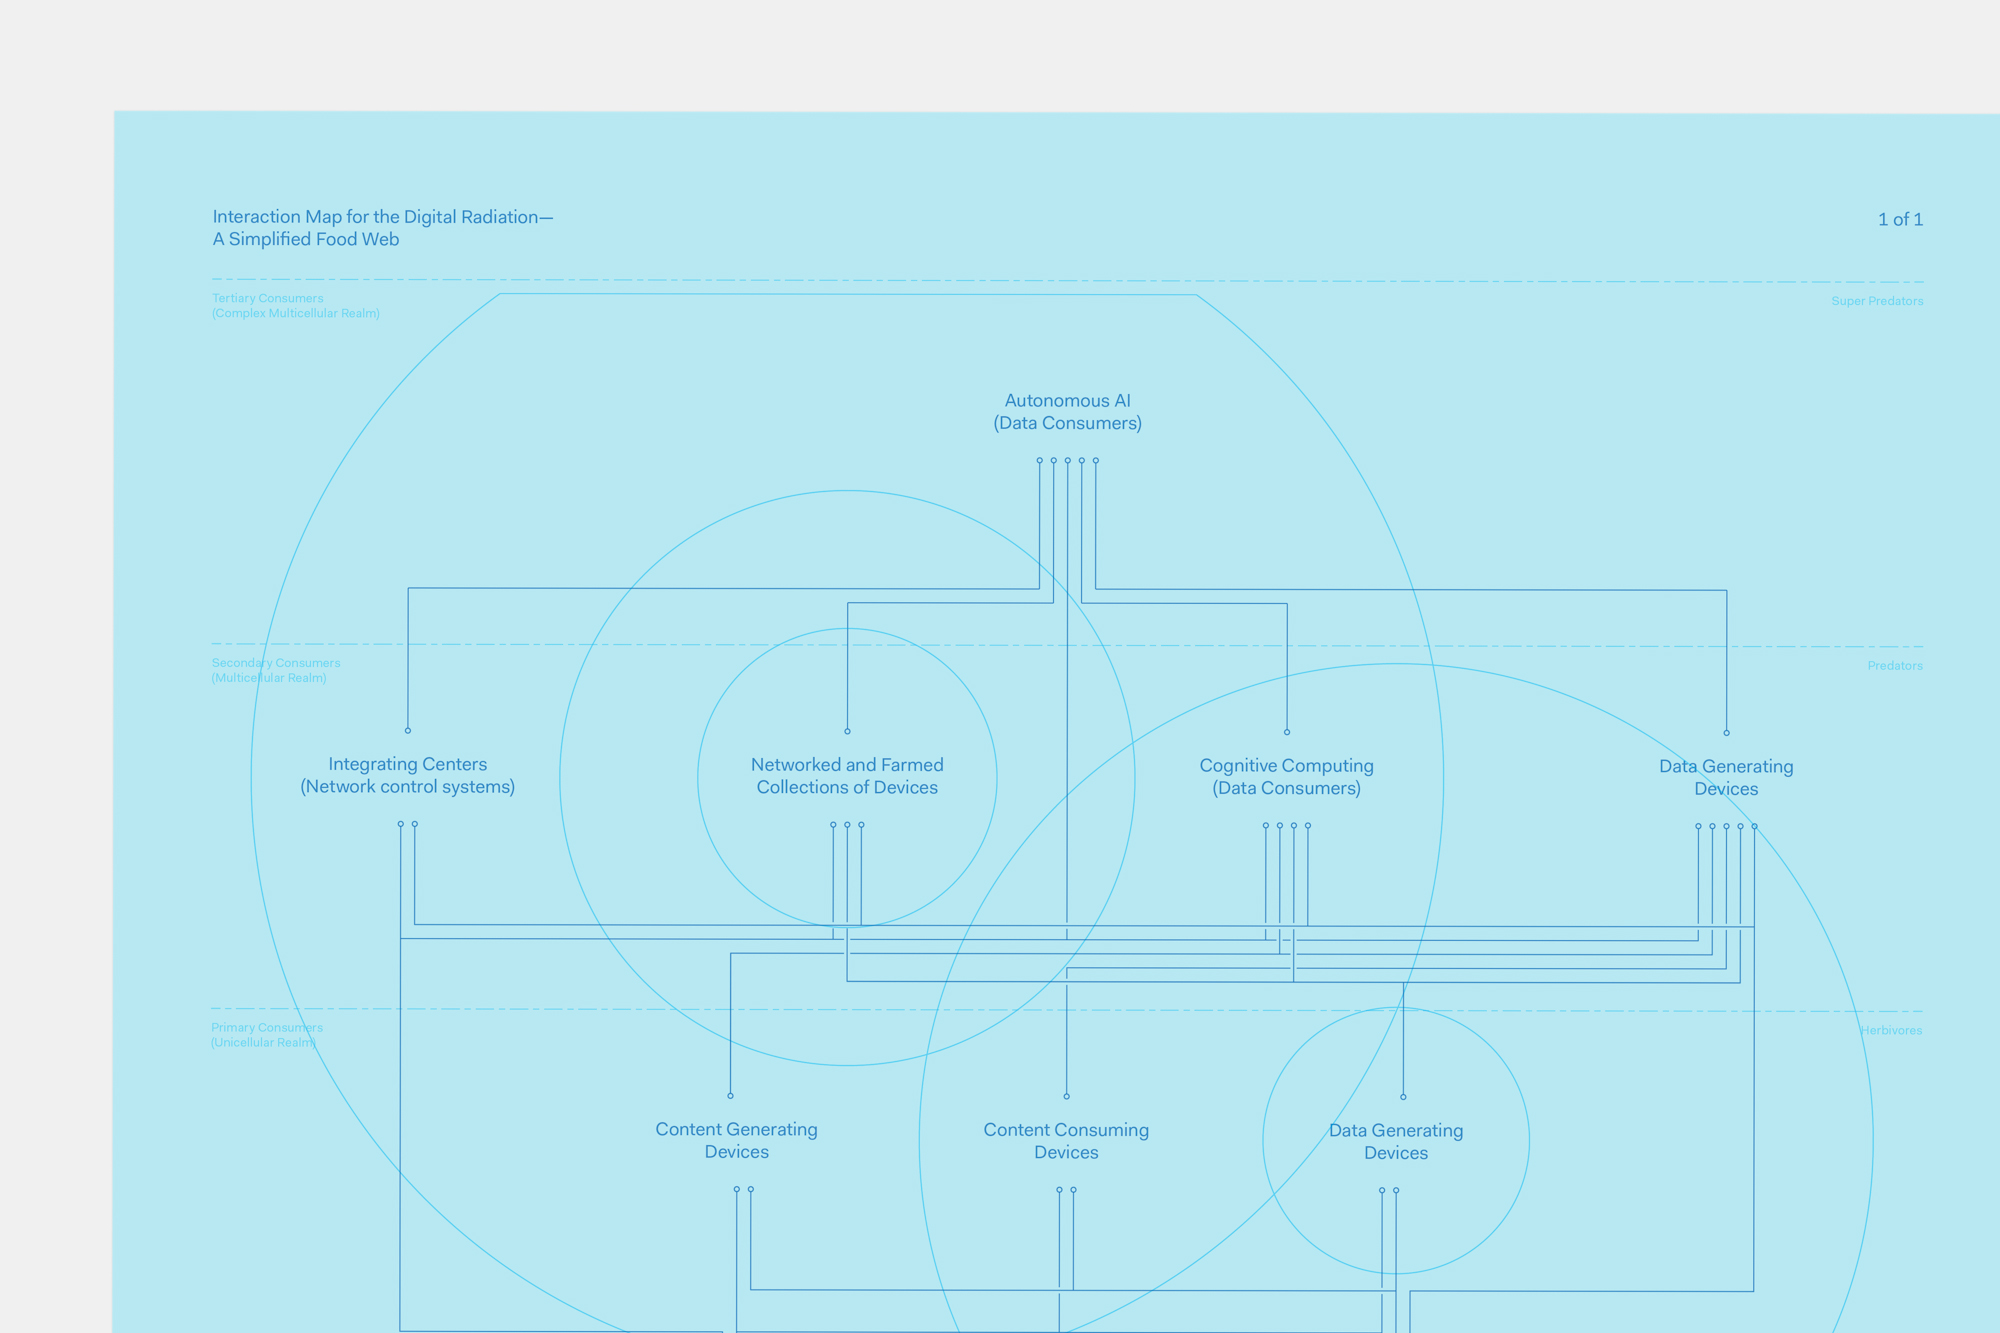 Interaction Map for the Digital Radiation—
A Simplified Food Web
1 of 1
Tertiary Consumers
(Complex Multicellular Realm)
Super Predators
Autonomous AI
(Data Consumers)
Secondary Consumers
(Multicellular Realm)
Predators
Integrating Centers
(Network control systems)
Networked and Farmed
Collections of Devices
Cognitive Computing
(Data Consumers)
Data Generating
Devices
Primary Consumers
(Unicellular Realm)
Herbivores
Content Generating
Devices
Content Consuming
Devices
Data Generating
Devices